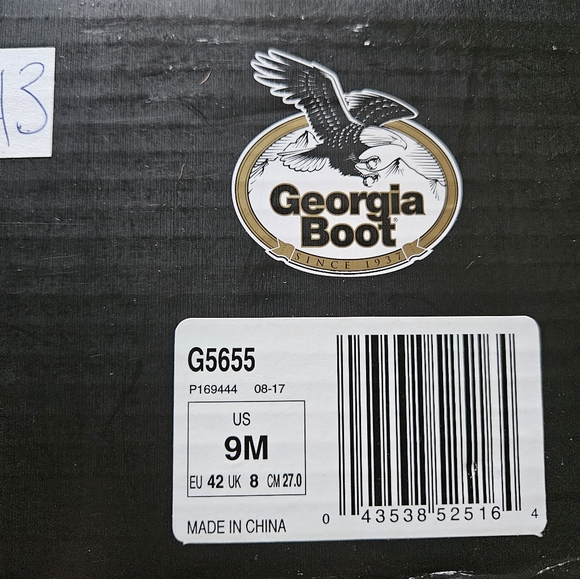 Georgia
Boot®
SINCE 1937
G5655
P169444 08-17
US
9M
EU 42 UK 8 CM 27.0
MADE IN CHINA
0 43538 52516 4